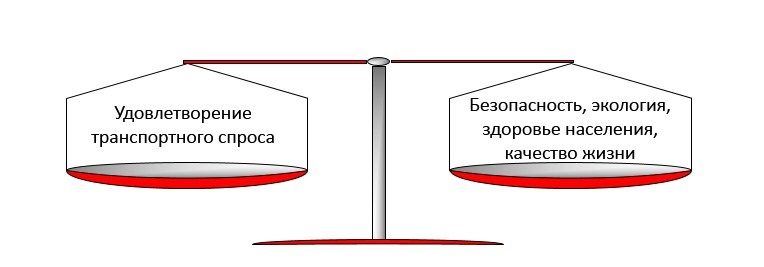 Удовлетворение
транспортного спроса
Безопасность, экология,
здоровье населения,
качество жизни